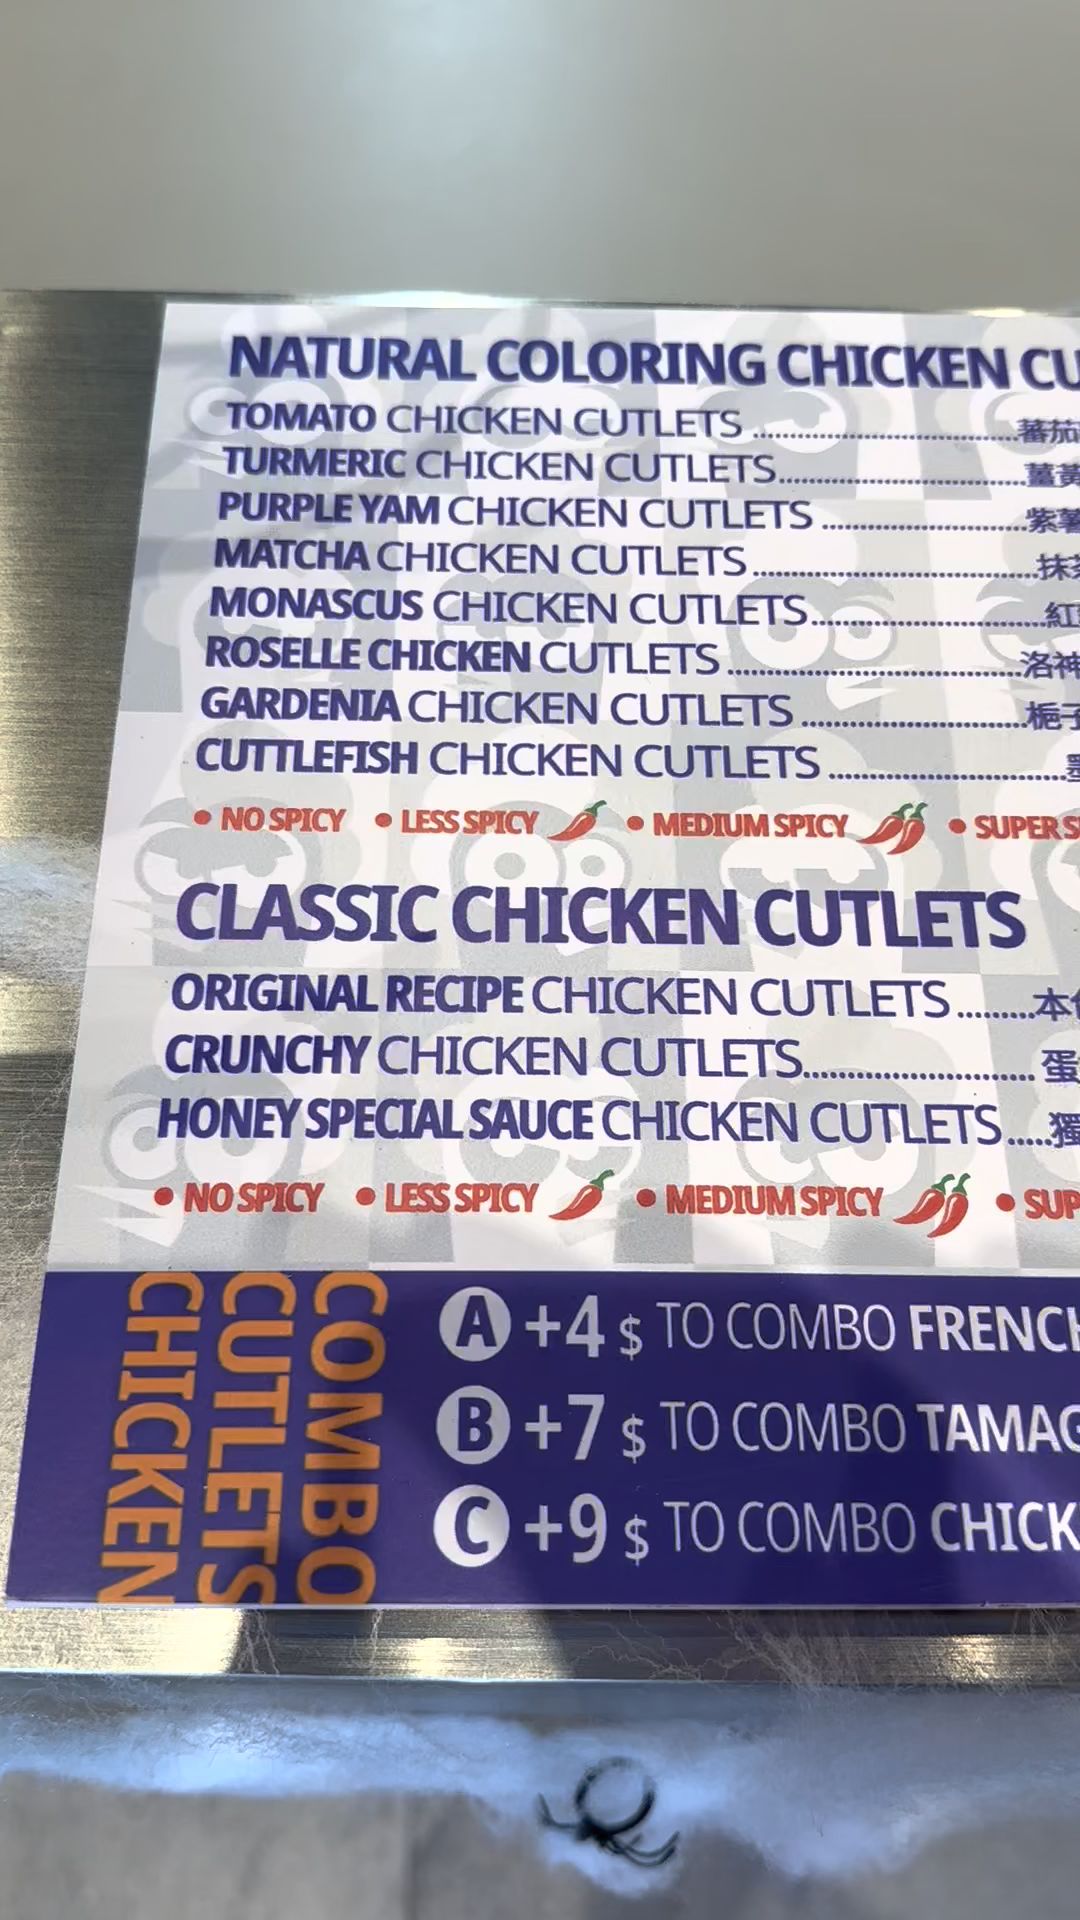 NATURAL COLORING CHICKEN
TOMATO CHICKEN CUTLETS ........ 蕃茄
TURMERIC CHICKEN CUTLETS ........ 薑黃
PURPLE YAM CHICKEN CUTLETS ........ 紫薯
MATCHA CHICKEN CUTLETS ........ 抹茶
MONASCUS CHICKEN CUTLETS ........ 紅
ROSELLE CHICKEN CUTLETS ........ 洛神
GARDENIA CHICKEN CUTLETS ........ 梔子
CUTTLEFISH CHICKEN CUTLETS ........
• NO SPICY • LESS SPICY • MEDIUM SPICY • SUPER
CLASSIC CHICKEN CUTLETS
ORIGINAL RECIPE CHICKEN CUTLETS ........ 本
CRUNCHY CHICKEN CUTLETS ........ 蛋
HONEY SPECIAL SAUCE CHICKEN CUTLETS ..... 獨
• NO SPICY • LESS SPICY • MEDIUM SPICY • SUP
COMBO
CUTLETS
CHICKEN
A +4 $ TO COMBO FRENCH
B +7 $ TO COMBO TAMAG
C +9 $ TO COMBO CHICK